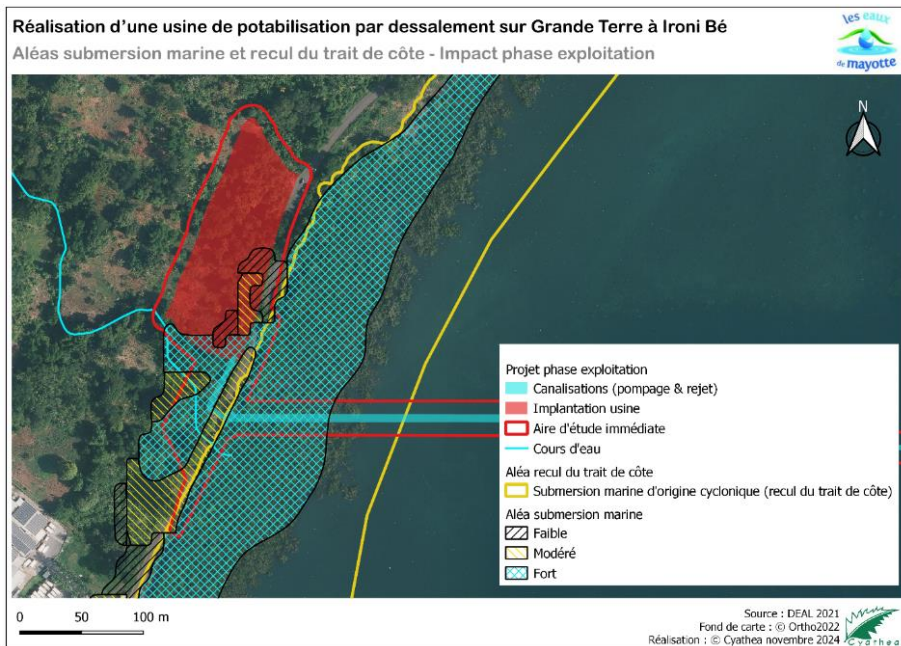 Réalisation d'une usine de potabilisation par dessalement sur Grande Terre à Ironi Bé
Aléas submersion marine et recul du trait de côte - Impact phase exploitation
les eaux
de mayotte
N
Projet phase exploitation
Canalisations (pompage & rejet)
Implantation usine
Aire d'étude immédiate
Cours d'eau
Aléa recul du trait de côte
Submersion marine d'origine cyclonique (recul du trait de côte)
Aléa submersion marine
Faible
Modéré
Fort
0 50 100 m
Source : DEAL 2021
Fond de carte : © Ortho2022
Réalisation : © Cyathea novembre 2024
Cyathea